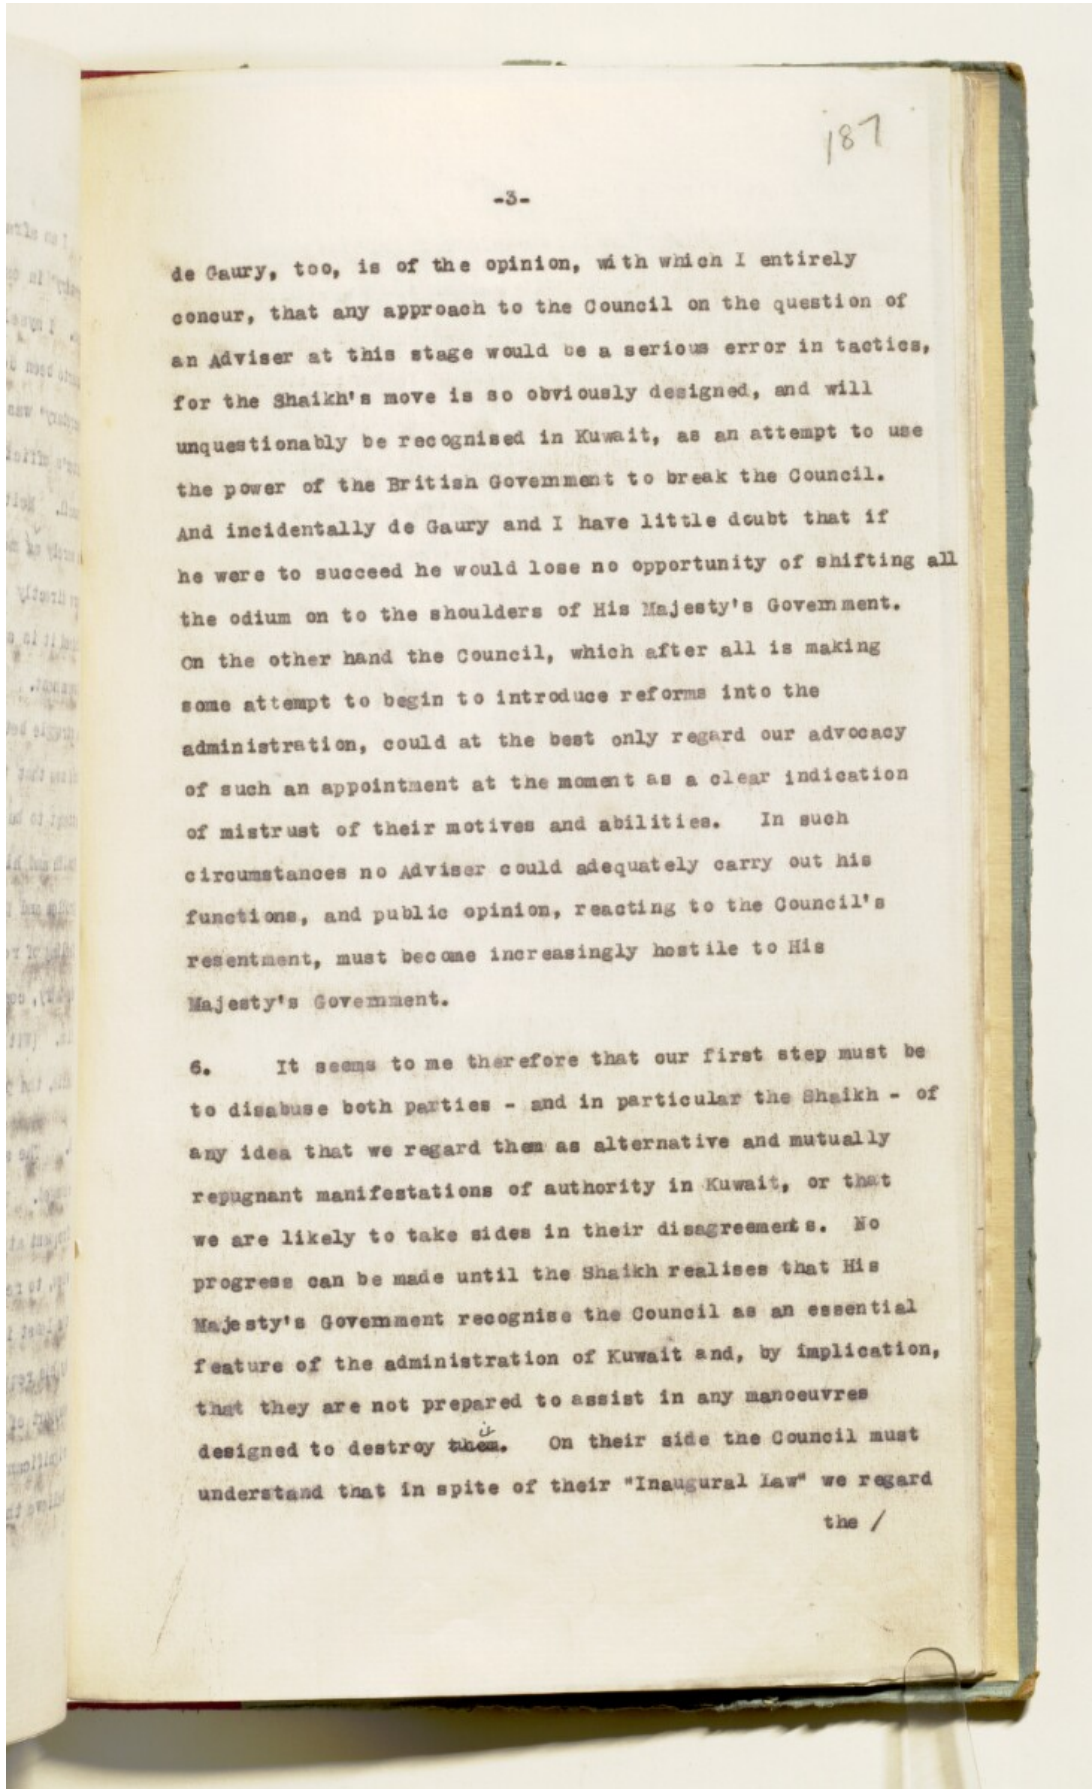 187
-3-
de Gaury, too, is of the opinion, with which I entirely
concur, that any approach to the Council on the question of
an Adviser at this stage would be a serious error in tactics,
for the Shaikh's move is so obviously designed, and will
unquestionably be recognised in Kuwait, as an attempt to use
the power of the British Government to break the Council.
And incidentally de Gaury and I have little doubt that if
he were to succeed he would lose no opportunity of shifting all
the odium on to the shoulders of His Majesty's Government.
On the other hand the Council, which after all is making
some attempt to begin to introduce reforms into the
administration, could at the best only regard our advocacy
of such an appointment at the moment as a clear indication
of mistrust of their motives and abilities. In such
circumstances no Adviser could adequately carry out his
functions, and public opinion, reacting to the Council's
resentment, must become increasingly hostile to His
Majesty's Government.
6. It seems to me therefore that our first step must be
to disabuse both parties - and in particular the Shaikh - of
any idea that we regard them as alternative and mutually
repugnant manifestations of authority in Kuwait, or that
we are likely to take sides in their disagreements. No
progress can be made until the Shaikh realises that His
Majesty's Government recognise the Council as an essential
feature of the administration of Kuwait and, by implication,
that they are not prepared to assist in any manoeuvres
it
designed to destroy them. On their side the Council must
understand that in spite of their "Inaugural Law" we regard
the /